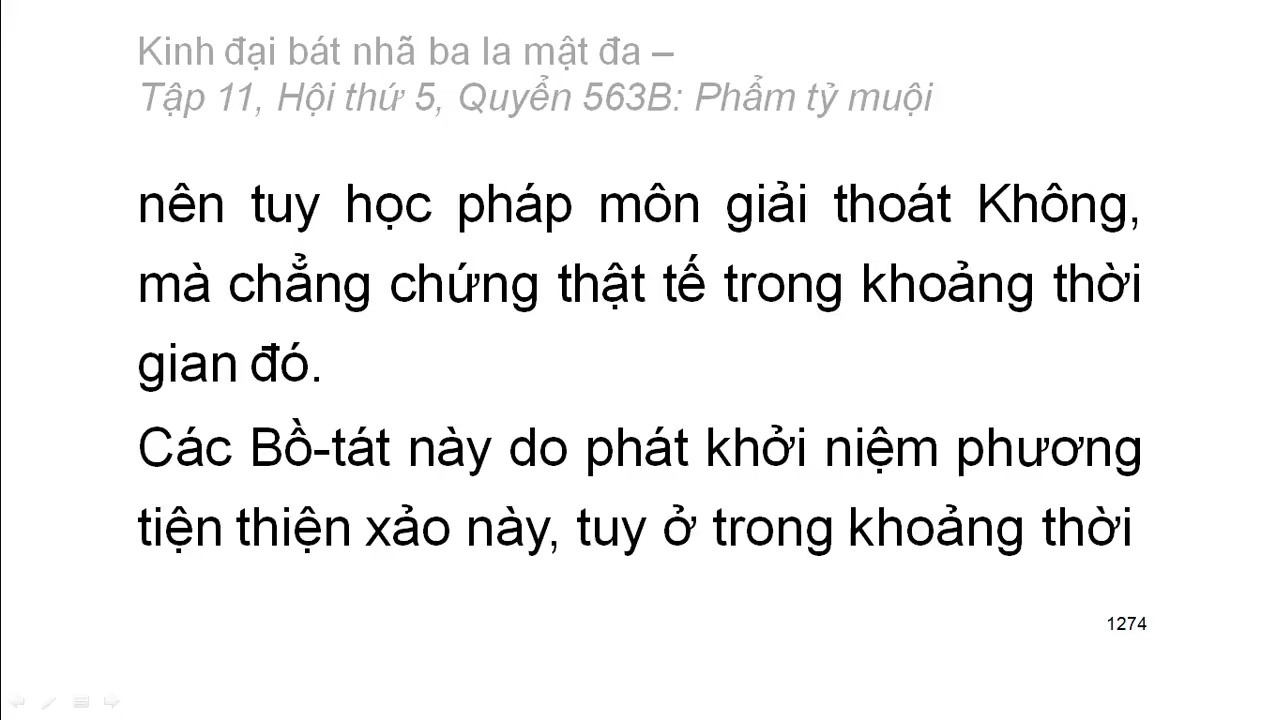 Kinh đại bát nhã ba la mật đa –
Tập 11, Hội thứ 5, Quyển 563B: Phẩm tỷ muội
nên tuy học pháp môn giải thoát Không,
mà chẳng chứng thật tế trong khoảng thời
gian đó.
Các Bồ-tát này do phát khởi niệm phương
tiện thiện xảo này, tuy ở trong khoảng thời
1274